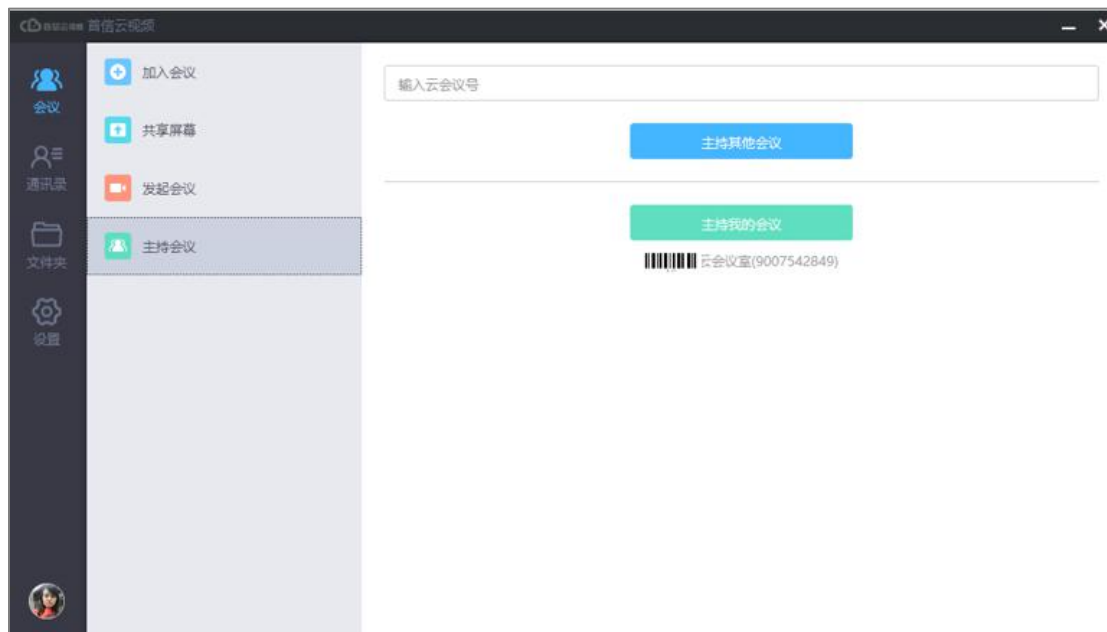 首信云视频
会议
通讯录
文件夹
设置
加入会议
共享屏幕
发起会议
主持会议
输入云会议号
主持其他会议
主持我的会议
云会议室(9007542849)